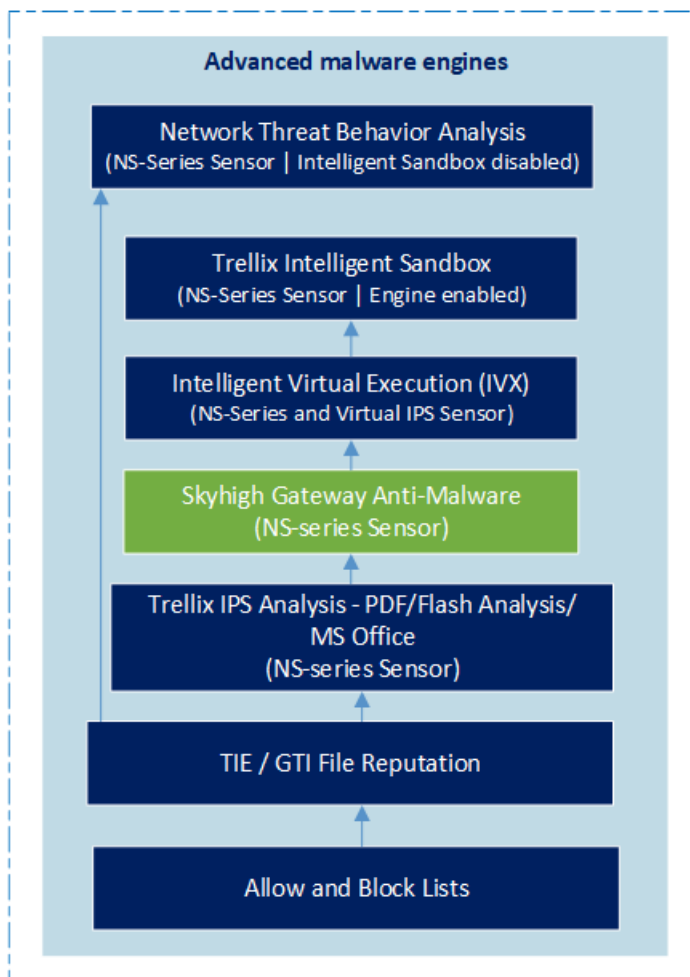 Advanced malware engines
Network Threat Behavior Analysis
(NS-Series Sensor | Intelligent Sandbox disabled)
Trellix Intelligent Sandbox
(NS-Series Sensor | Engine enabled)
Intelligent Virtual Execution (IVX)
(NS-Series and Virtual IPS Sensor)
Skyhigh Gateway Anti-Malware
(NS-series Sensor)
Trellix IPS Analysis - PDF/Flash Analysis/
MS Office
(NS-series Sensor)
TIE / GTI File Reputation
Allow and Block Lists